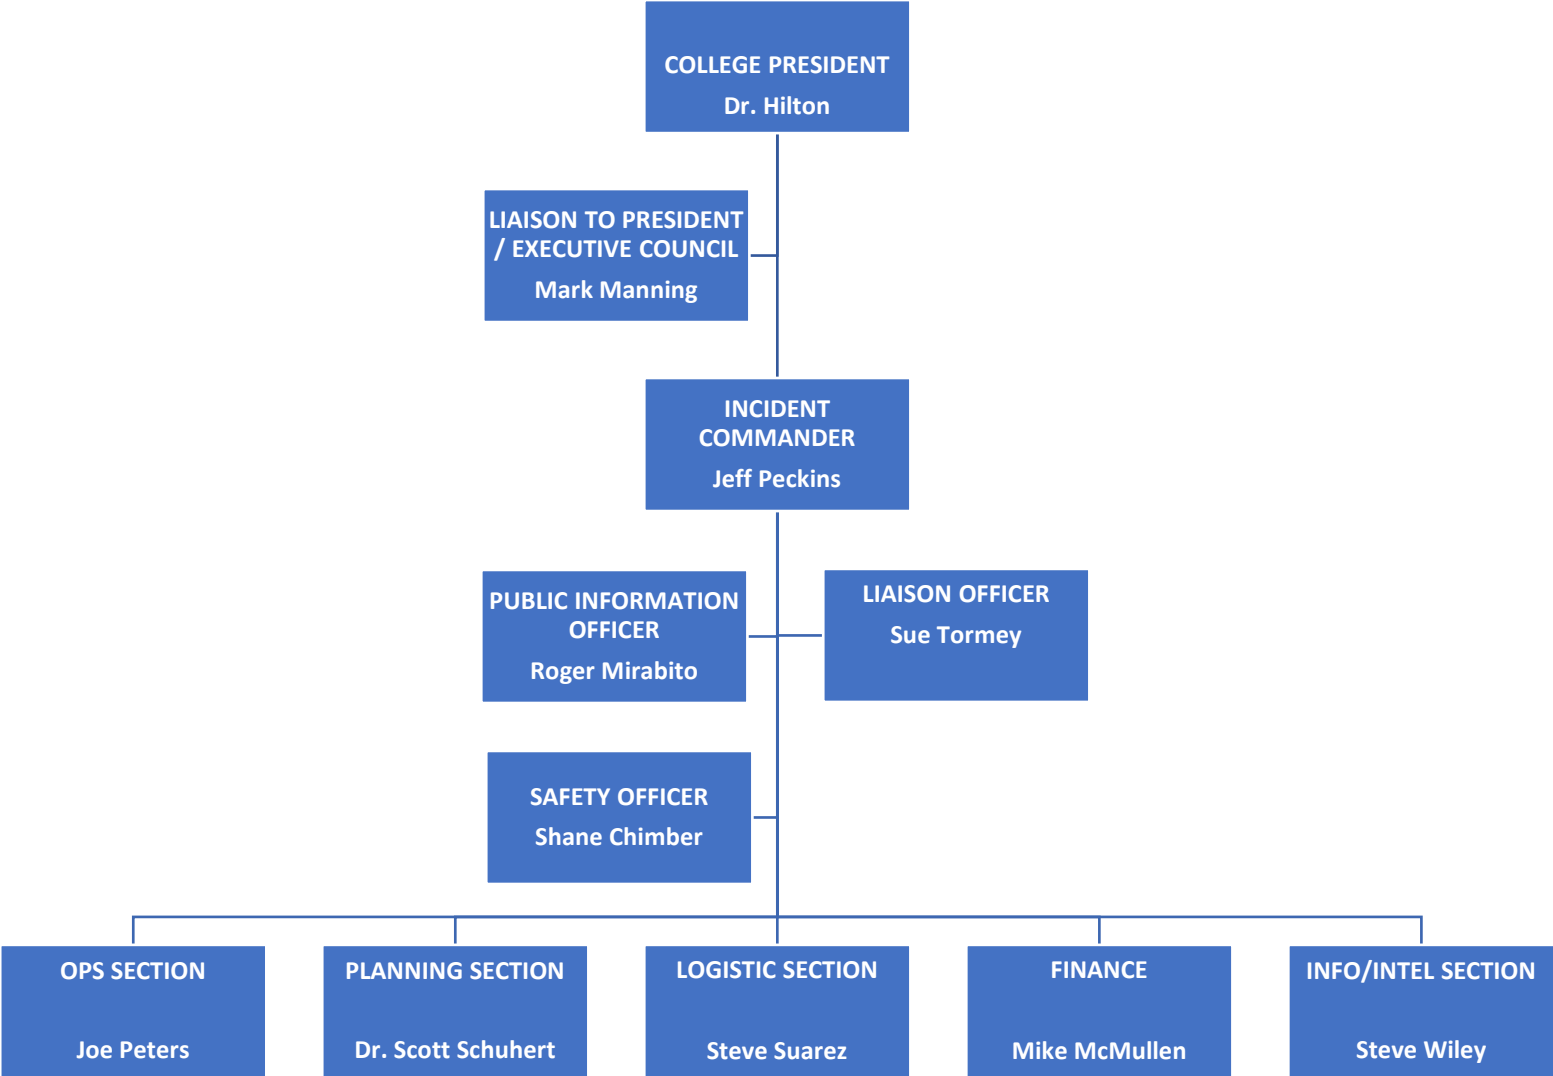 COLLEGE PRESIDENT
Dr. Hilton
LIAISON TO PRESIDENT
/ EXECUTIVE COUNCIL
Mark Manning
INCIDENT
COMMANDER
Jeff Peckins
PUBLIC INFORMATION
OFFICER
Roger Mirabito
LIAISON OFFICER
Sue Tormey
SAFETY OFFICER
Shane Chimber
OPS SECTION
Joe Peters
PLANNING SECTION
Dr. Scott Schuhert
LOGISTIC SECTION
Steve Suarez
FINANCE
Mike McMullen
INFO/INTEL SECTION
Steve Wiley